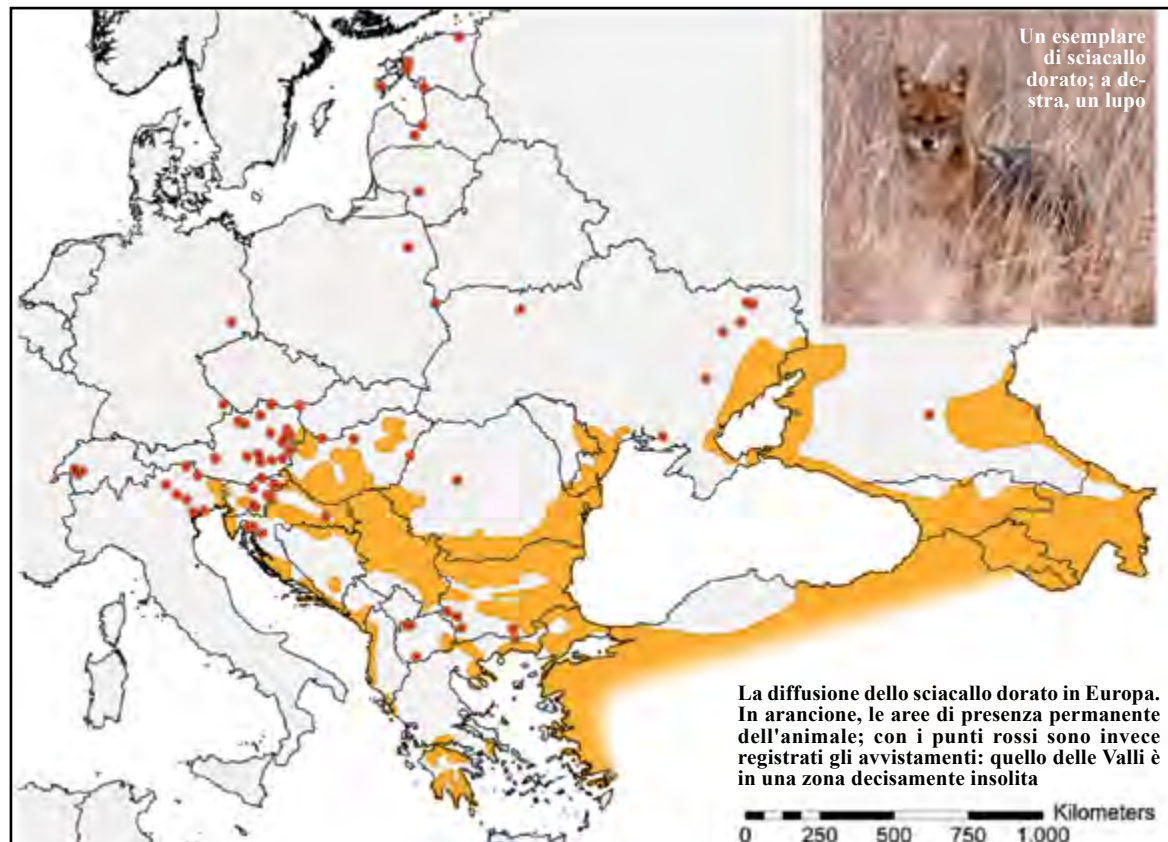 Un esemplare
di sciacallo
dorato; a de-
stra, un lupo
La diffusione dello sciacallo dorato in Europa.
In arancione, le aree di presenza permanente
dell'animale; con i punti rossi sono invece
registrati gli avvistamenti: quello delle Valli è
in una zona decisamente insolita
Kilometers
0 250 500 750 1.000